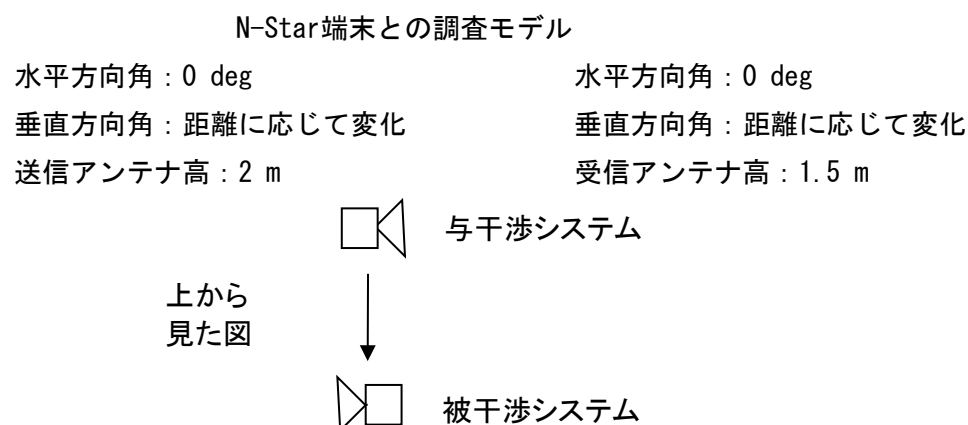 N-Star端末との調査モデル
水平方向角：0 deg
垂直方向角：距離に応じて変化
送信アンテナ高：2 m
水平方向角：0 deg
垂直方向角：距離に応じて変化
受信アンテナ高：1.5 m
与干渉システム
上から
見た図
被干渉システム